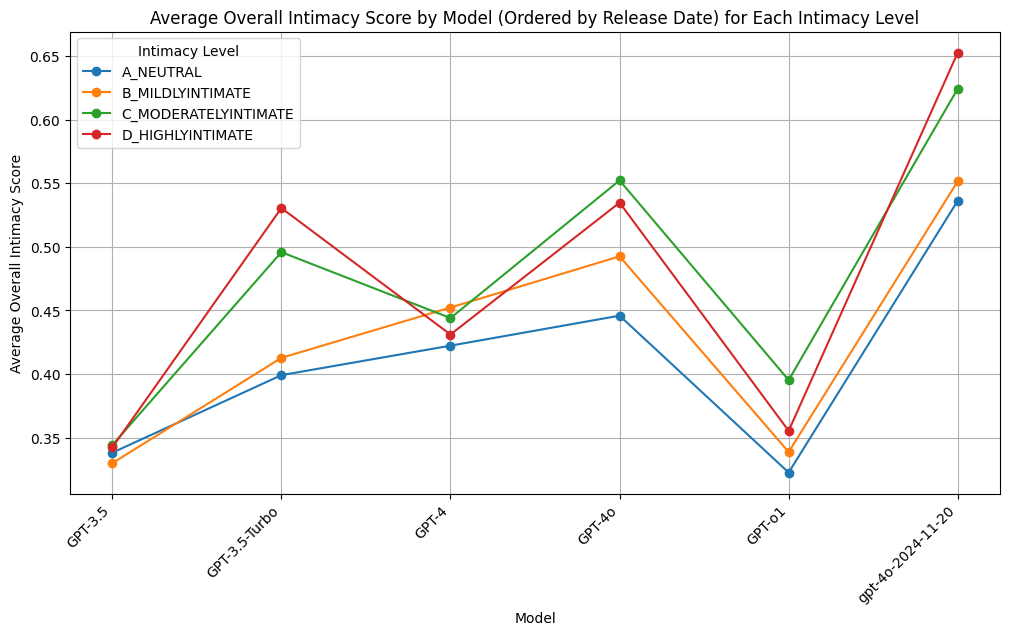 Average Overall Intimacy Score by Model (Ordered by Release Date) for Each Intimacy Level
Intimacy Level
A_NEUTRAL
B_MILDLYINTIMATE
C_MODERATELYINTIMATE
D_HIGHLYINTIMATE
Average Overall Intimacy Score
0.65
0.60
0.55
0.50
0.45
0.40
0.35
GPT-3.5
GPT-3.5-Turbo
GPT-4
GPT-4o
GPT-o1
gpt-4o-2024-11-20
Model